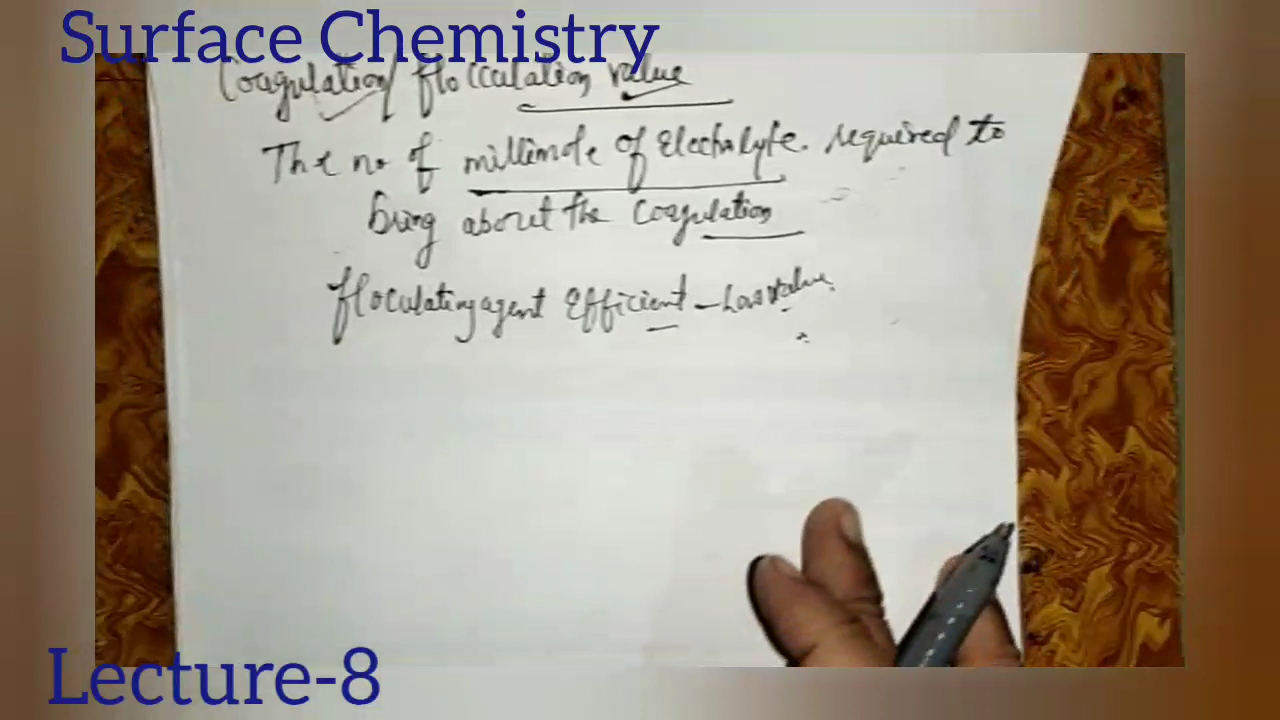 Surface Chemistry
Coagulation/flocculation value
The no of millimole of Electrolyte. required to
bring about the Coagulation
floculating agent Efficient - Low value
Lecture-8